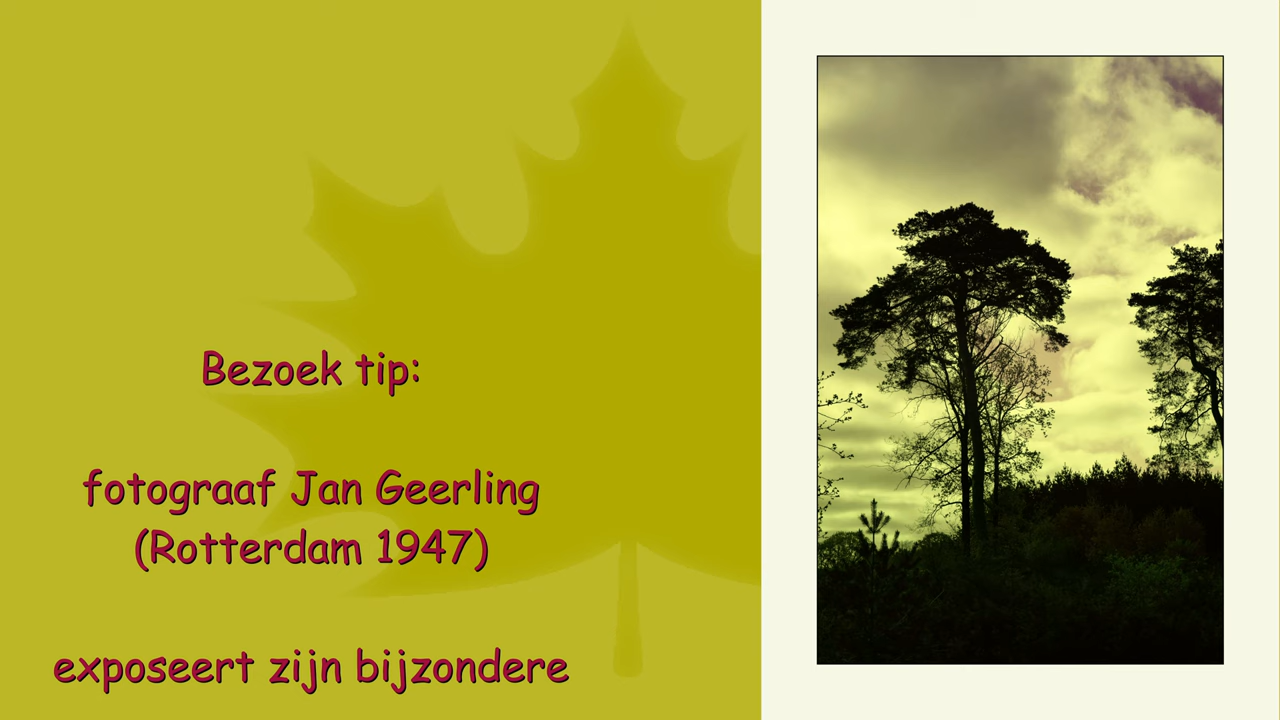 Bezoek tip:
fotograaf Jan Geerling
(Rotterdam 1947)
exposeert zijn bijzondere